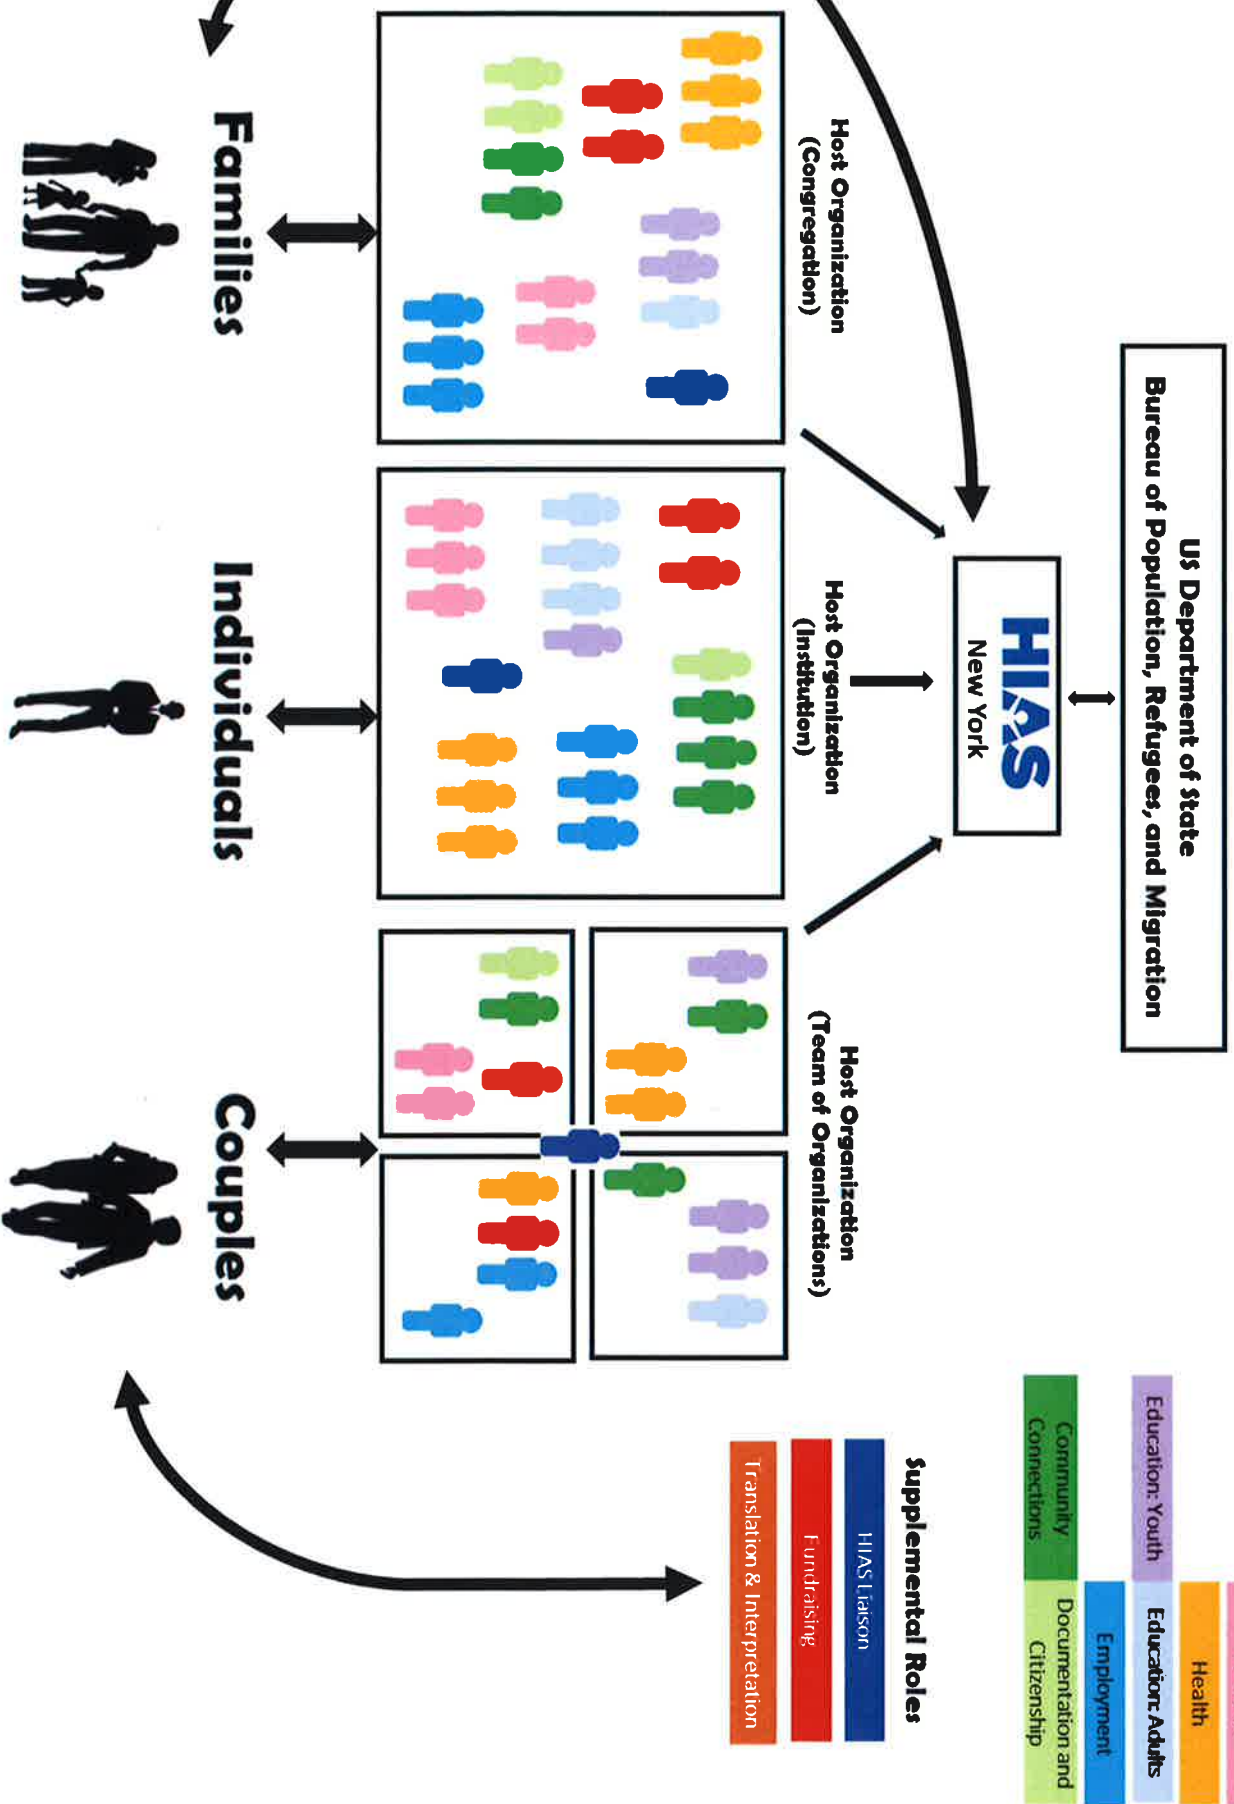 US Department of State
Bureau of Population, Refugees, and Migration
HIAS
New York
Host Organization
(Congregation)
Host Organization
(Institution)
Host Organization
(Team of Organizations)
Families
Individuals
Couples
Health
Education: Youth
Education: Adults
Employment
Community
Connections
Documentation and
Citizenship
Supplemental Roles
HIAS Liaison
Fundraising
Translation & Interpretation